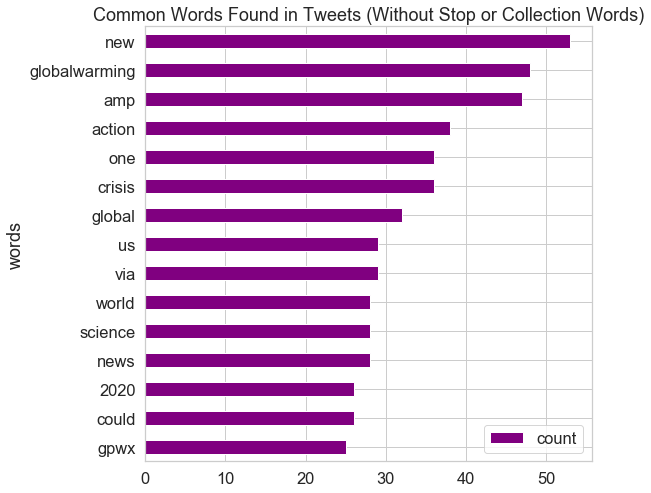 Common Words Found in Tweets (Without Stop or Collection Words)
words
new
globalwarming
amp
action
one
crisis
global
us
via
world
science
news
2020
could
gpwx
count
0 10 20 30 40 50